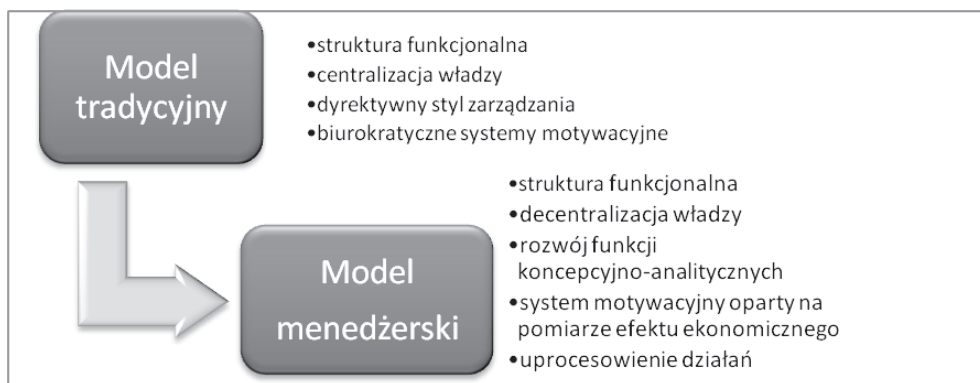 Model
tradycyjny
•struktura funkcjonalna
•centralizacja władzy
•dyrektywny styl zarządzania
•biurokratyczne systemy motywacyjne
Model
menedżerski
•struktura funkcjonalna
•decentralizacja władzy
•rozwój funkcji
koncepcyjno-analitycznych
•system motywacyjny oparty na
pomiarze efektu ekonomicznego
•uprocesowienie działań